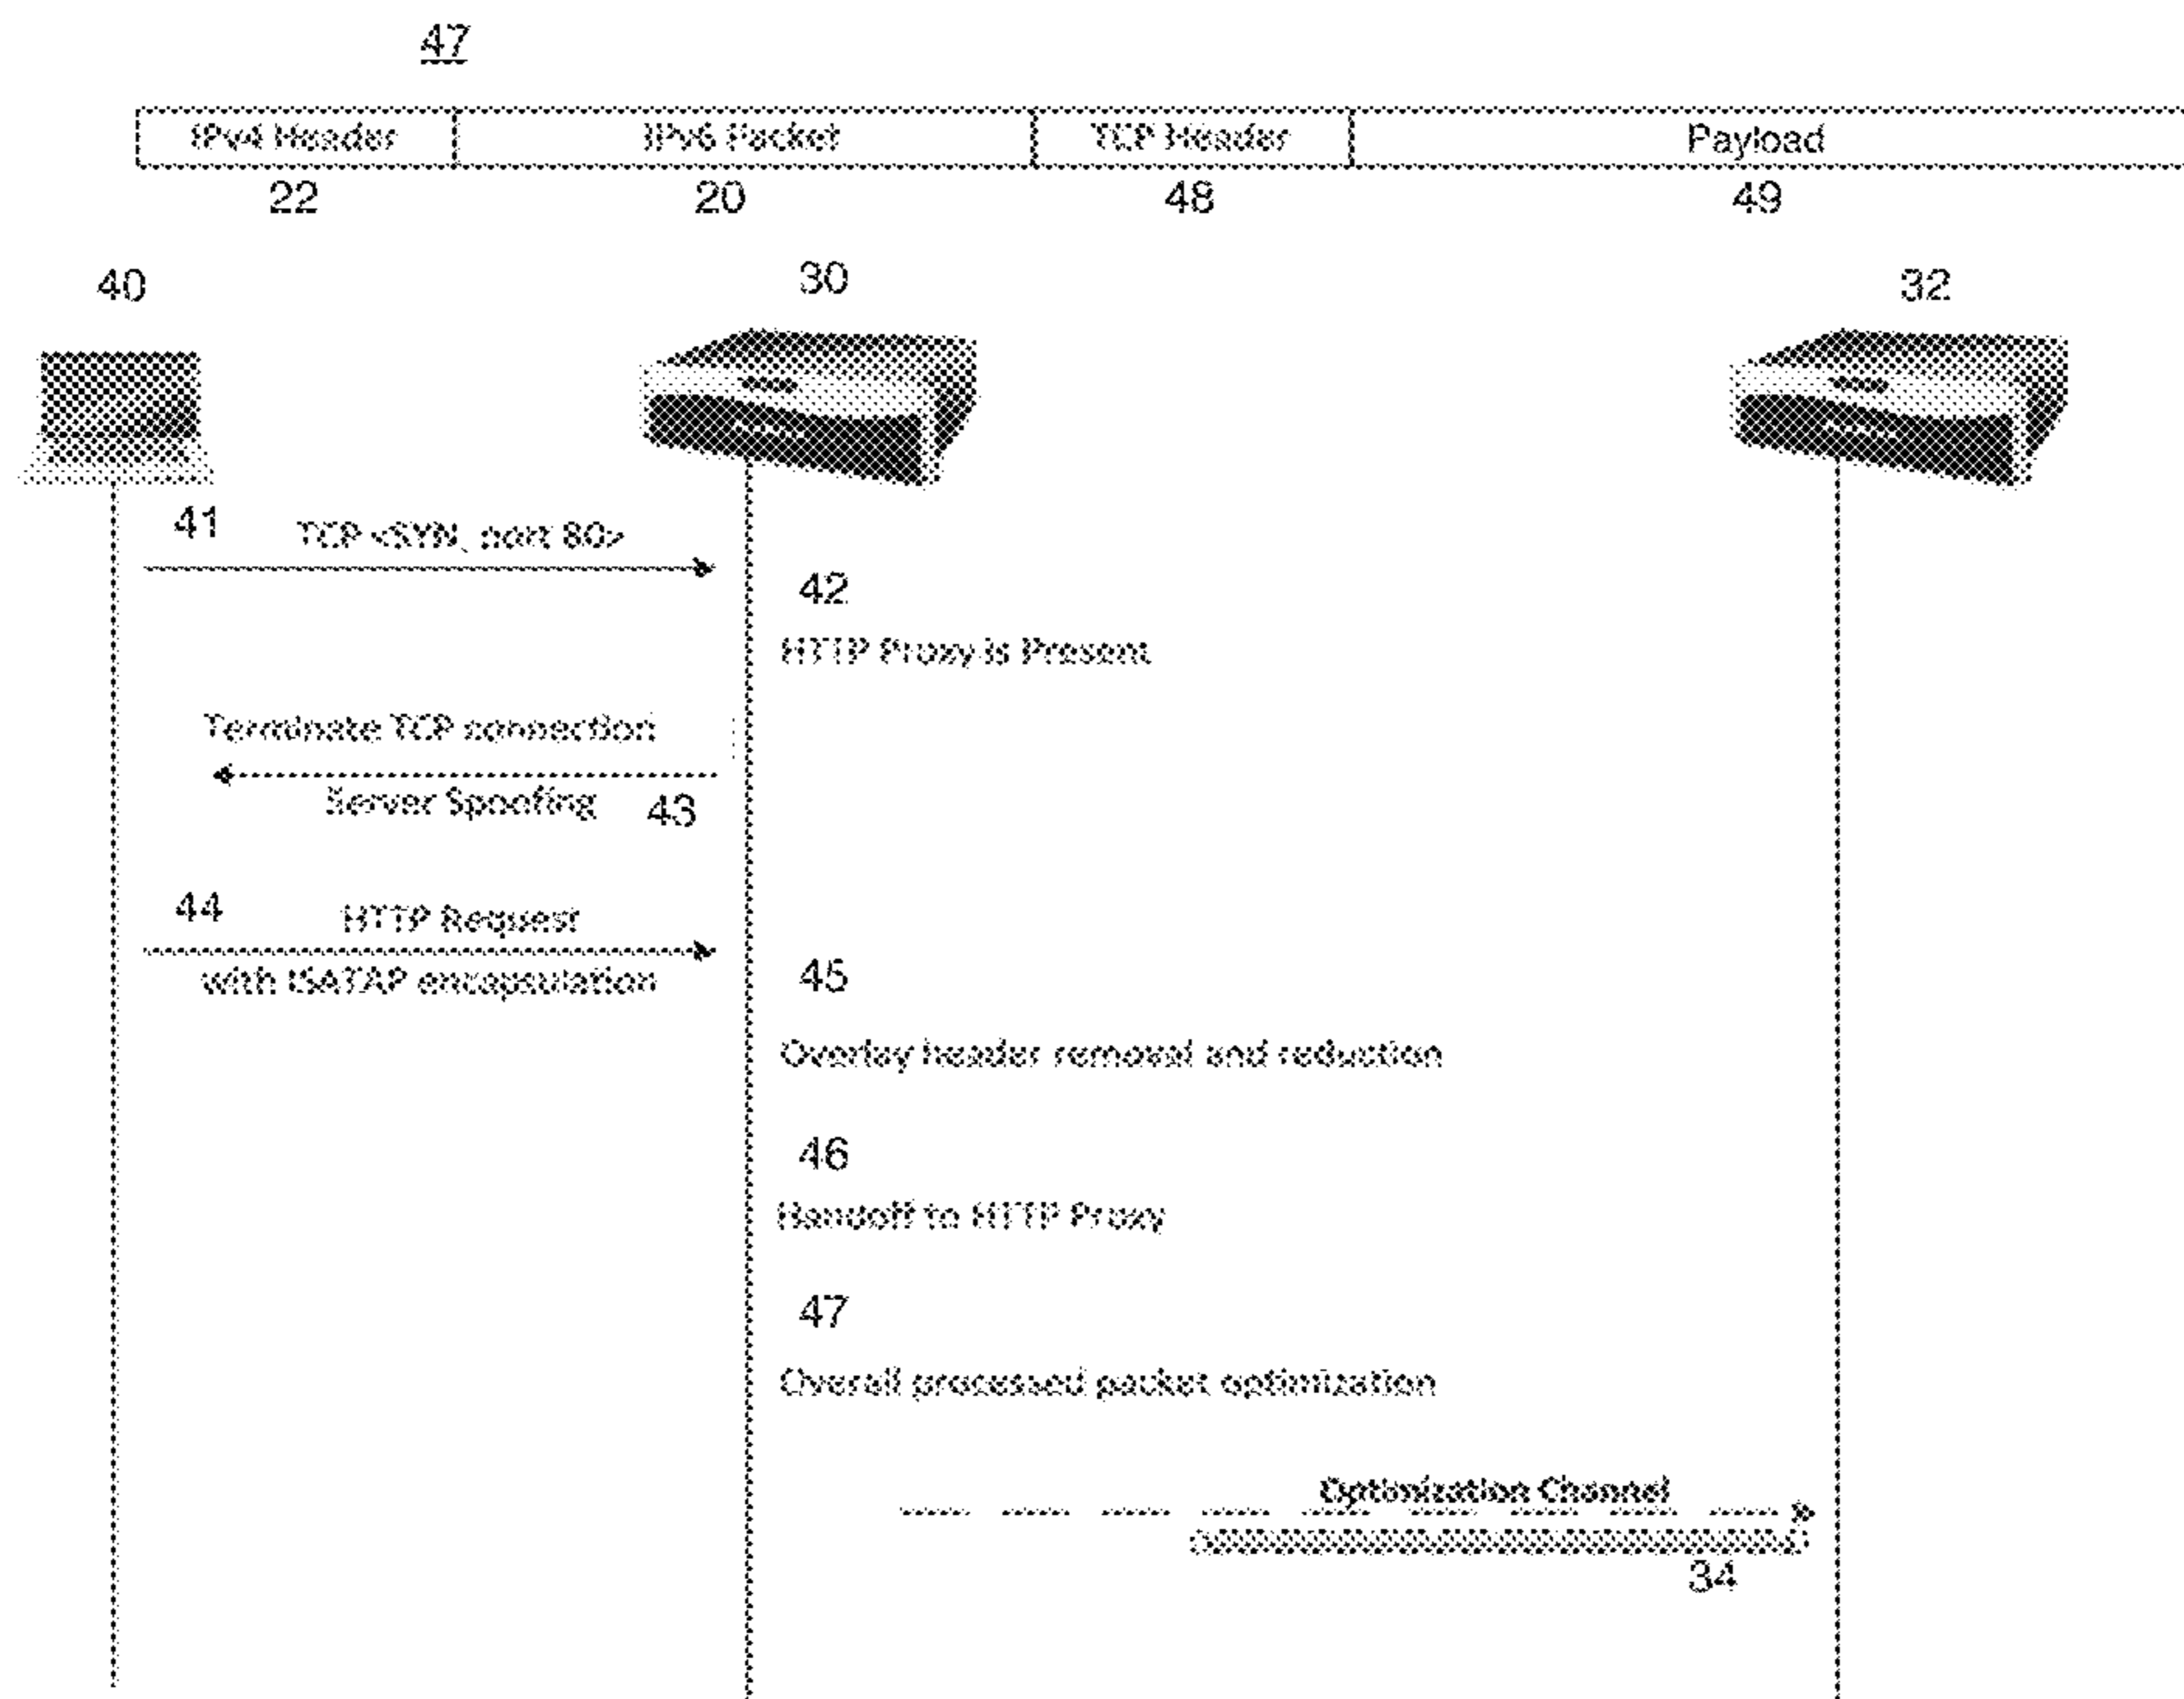 47
IPv4 Header IPv6 Packet TCP Header Payload
22 20 48 49
40 30 32
41 TCP <SYN, port 80>
42
HTTP Proxy is Present
Terminate TCP connection
Server Spoofing 43
44 HTTP Request
with ISATAP encapsulation
45
Overlay header removal and reduction
46
Handoff to HTTP Proxy
47
Overall processed packet optimization
Optimization Channel
34